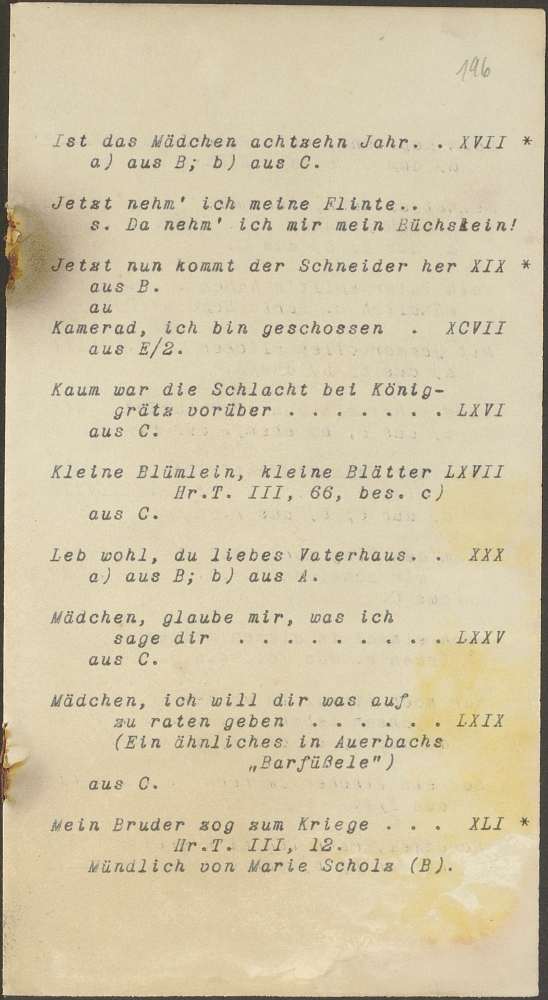 196
Ist das Mädchen achtzehn Jahr. . XVII *
a) aus B; b) aus C.
Jetzt nehm' ich meine Flinte..
s. Da nehm' ich mir mein Büchslein!
Jetzt nun kommt der Schneider her XIX *
aus B.
au
Kamerad, ich bin geschossen . XCVII
aus E/2.
Kaum war die Schlacht bei König-
grätz vorüber . . . . . . . LXVI
aus C.
Kleine Blümlein, kleine Blätter LXVII
Hr.T. III, 66, bes. c)
aus C.
Leb wohl, du liebes Vaterhaus. . XXX
a) aus B; b) aus A.
Mädchen, glaube mir, was ich
sage dir . . . . . . . . . LXXV
aus C.
Mädchen, ich will dir was auf
zu raten geben . . . . . . LXIX
(Ein ähnliches in Auerbachs
„Barfüßele")
aus C.
Mein Bruder zog zum Kriege . . . XLI *
Hr.T. III, 12.
Mündlich von Marie Scholz (B).